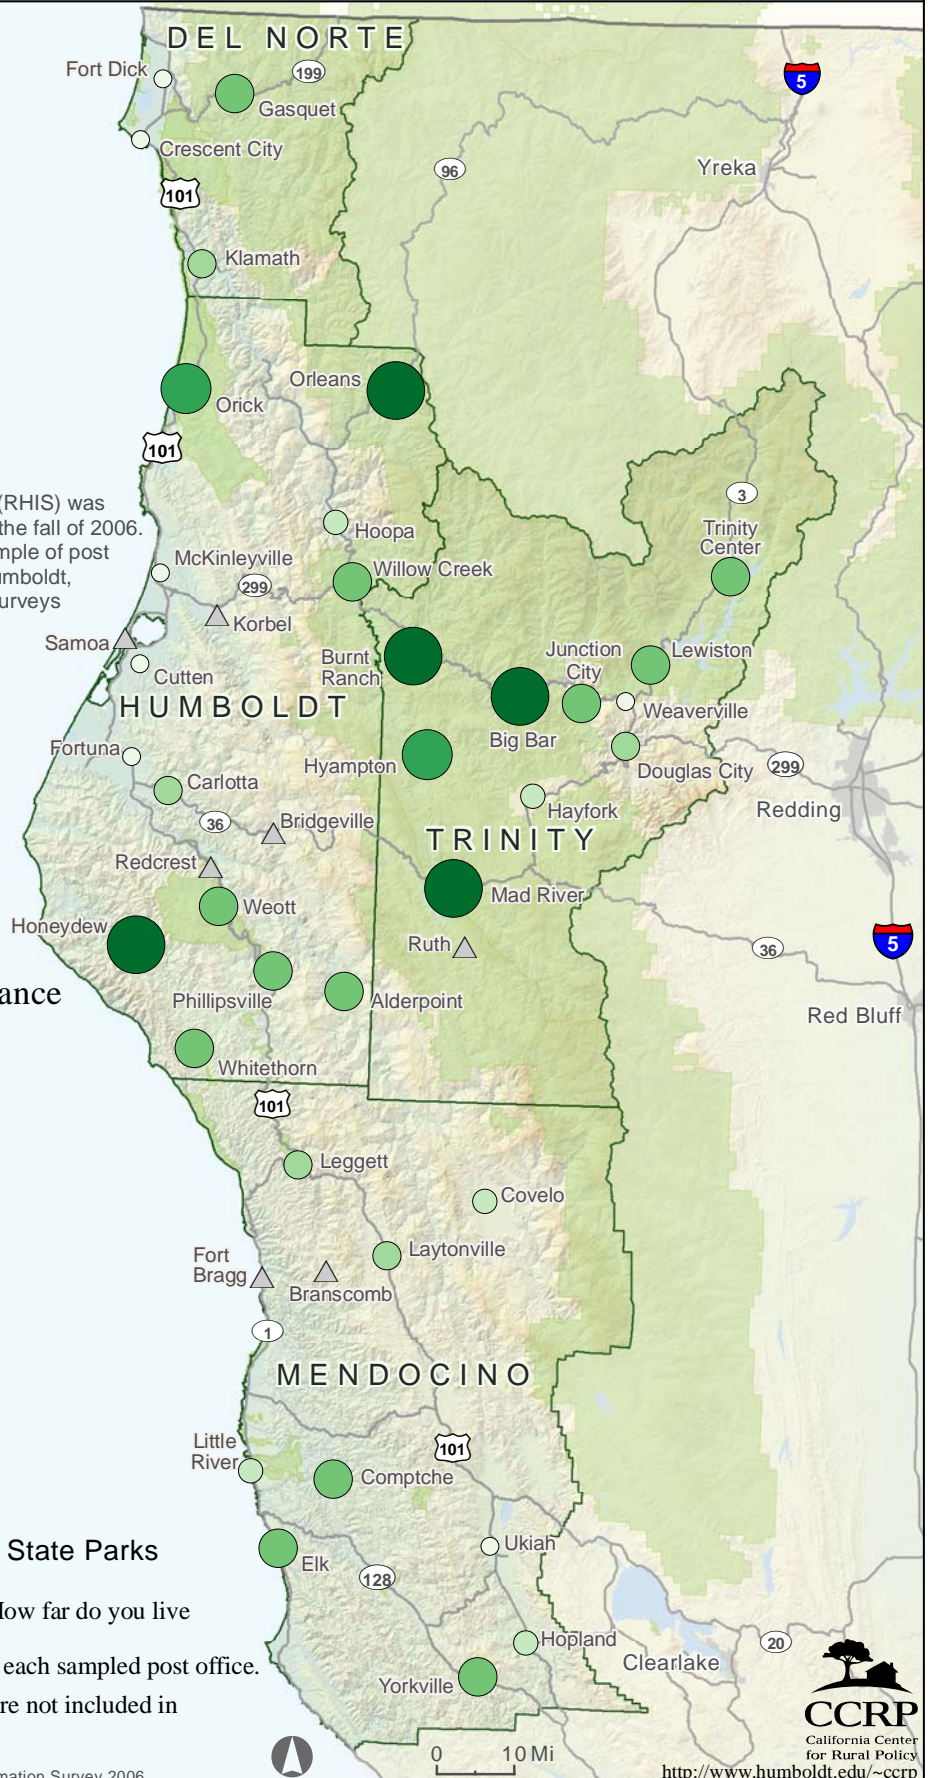 DEL NORTE
Fort Dick
199
5
Gasquet
Crescent City
96
Yreka
101
Klamath
Orleans
Orick
101
3
(RHIS) was
the fall of 2006.
mple of post
umboldt,
urveys
Hoopa
Trinity
Center
McKinleyville
299
Willow Creek
Korbel
Samoa
Cutten
Burnt
Ranch
Junction
City
Lewiston
HUMBOLDT
Weaverville
Big Bar
Fortuna
Hyampton
Douglas City
299
Carlotta
Hayfork
Redding
36
Bridgeville
TRINITY
Redcrest
Mad River
Weott
Honeydew
Ruth
36
5
ance
Phillipsville
Alderpoint
Red Bluff
Whitethorn
101
Leggett
Covelo
Laytonville
Fort
Bragg
Branscomb
1
MENDOCINO
Little
River
101
Comptche
State Parks
Elk
Ukiah
128
How far do you live
Hopland
20
Clearlake
each sampled post office.
Yorkville
re not included in
CCRP
California Center
for Rural Policy
0 10 Mi
http://www.humboldt.edu/~ccrp
mation Survey 2006